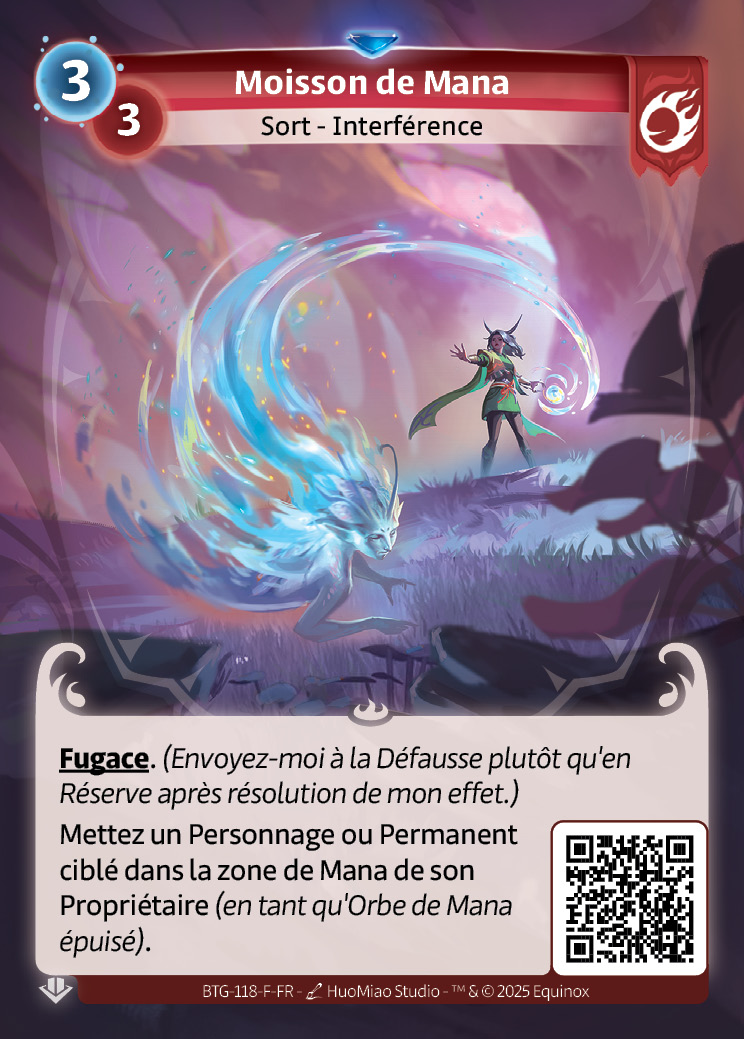 3
Moisson de Mana
3
Sort - Interférence
Fugace. (Envoyez-moi à la Défausse plutôt qu'en
Réserve après résolution de mon effet.)
Mettez un Personnage ou Permanent
ciblé dans la zone de Mana de son
Propriétaire (en tant qu'Orbe de Mana
épuisé).
BTG-118-F-FR - HuoMiao Studio - ™ & © 2025 Equinox